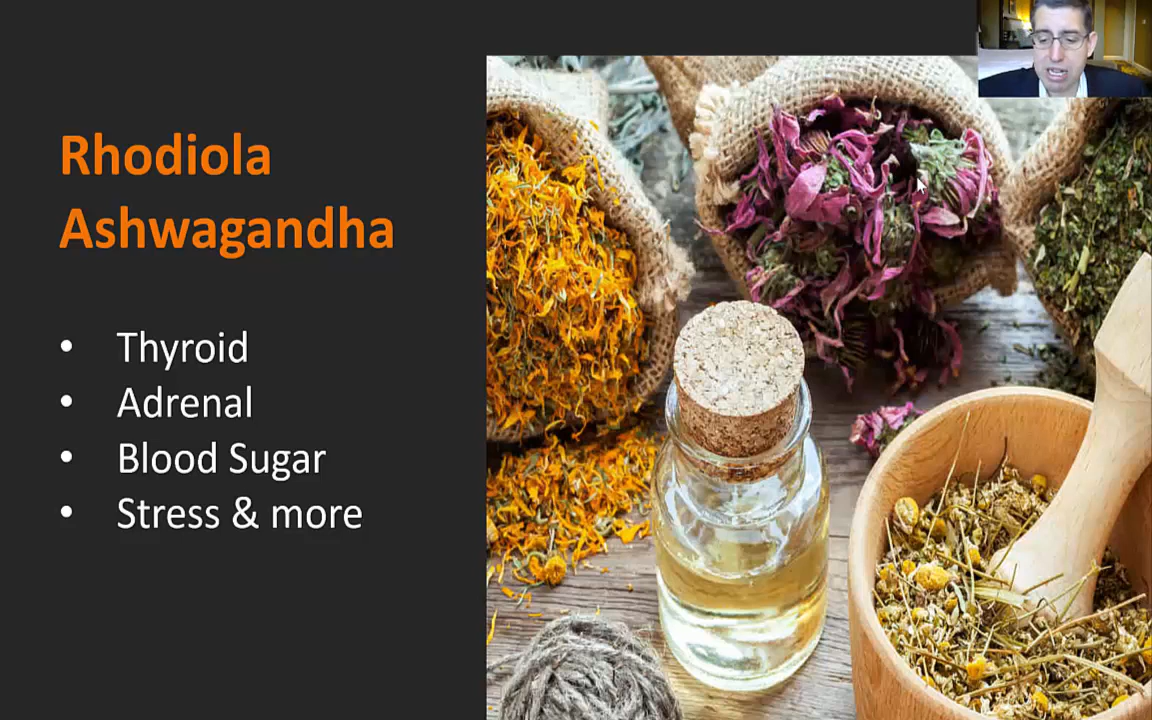 Rhodiola
Ashwagandha
• Thyroid
• Adrenal
• Blood Sugar
• Stress & more